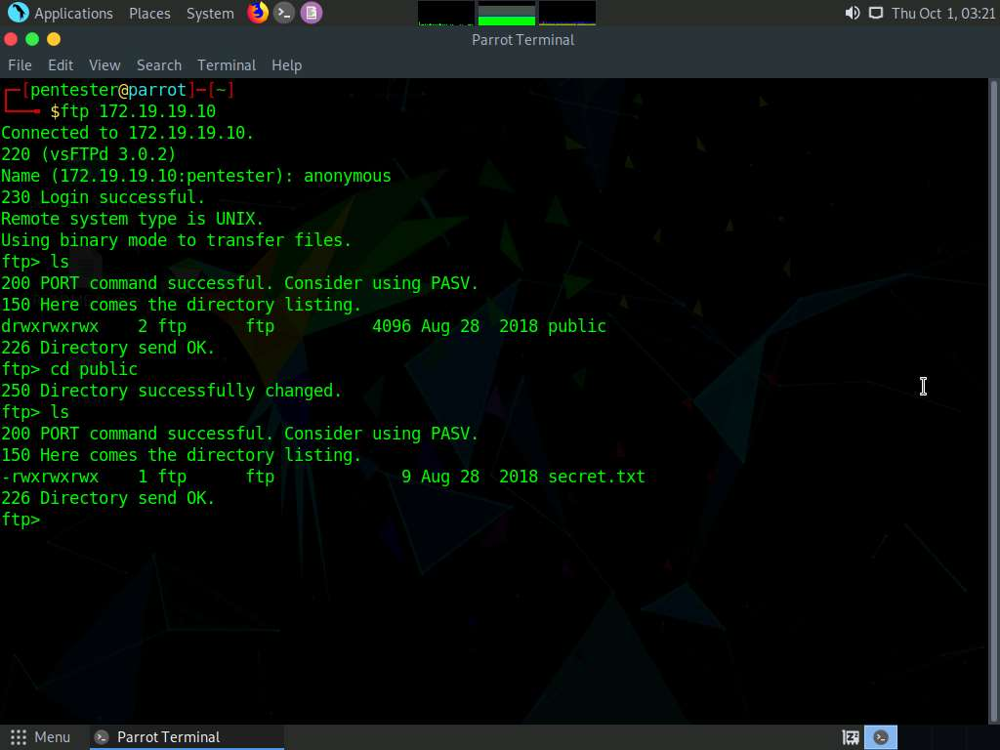 Applications Places System
Thu Oct 1, 03:21
Parrot Terminal
File Edit View Search Terminal Help
┌─[pentester@parrot]─[~]
└──╼ $ftp 172.19.19.10
Connected to 172.19.19.10.
220 (vsFTPd 3.0.2)
Name (172.19.19.10:pentester): anonymous
230 Login successful.
Remote system type is UNIX.
Using binary mode to transfer files.
ftp> ls
200 PORT command successful. Consider using PASV.
150 Here comes the directory listing.
drwxrwxrwx    2 ftp      ftp          4096 Aug 28  2018 public
226 Directory send OK.
ftp> cd public
250 Directory successfully changed.
ftp> ls
200 PORT command successful. Consider using PASV.
150 Here comes the directory listing.
-rwxrwxrwx    1 ftp      ftp             9 Aug 28  2018 secret.txt
226 Directory send OK.
ftp>
Menu Parrot Terminal